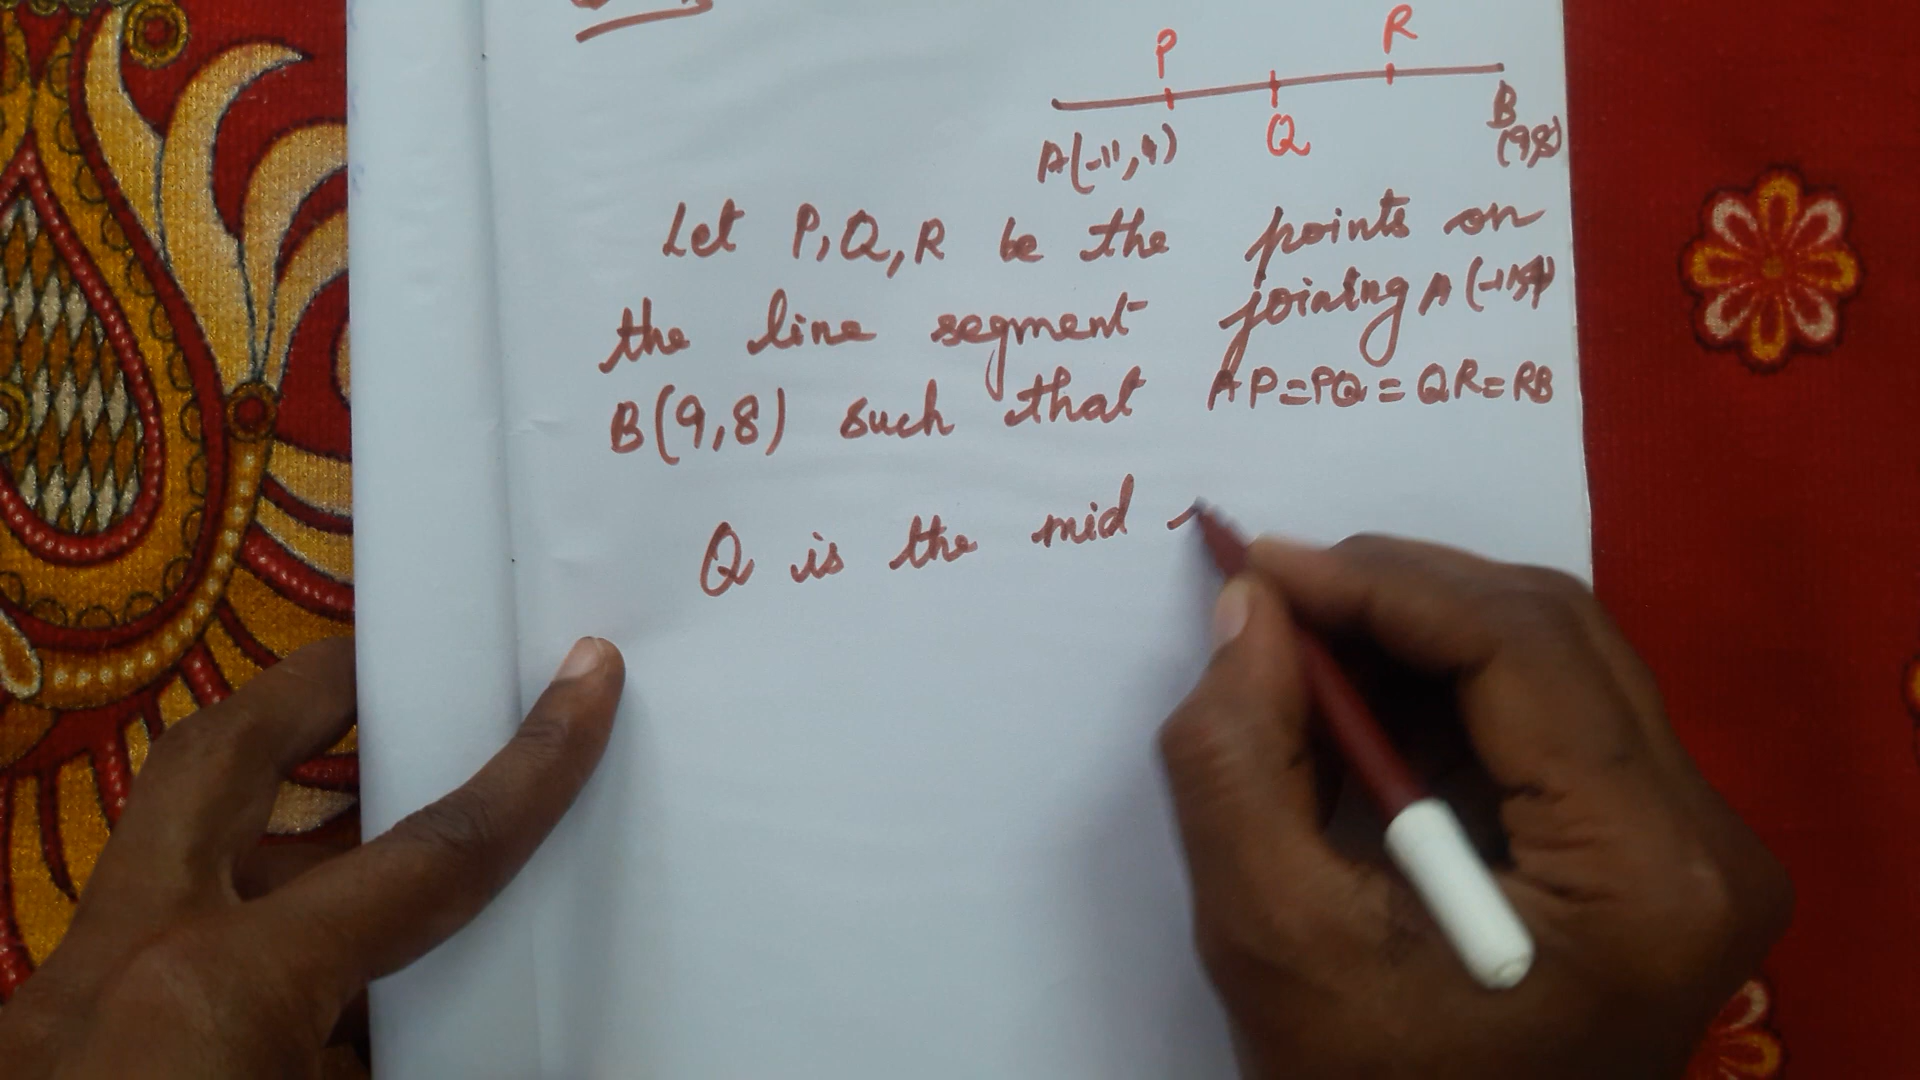 P R
A(-11,4) Q B
(9,8)
Let P,Q,R be the points on
the line segment joining A(-11,4)
B(9,8) such that AP=PQ=QR=RB
Q is the mid